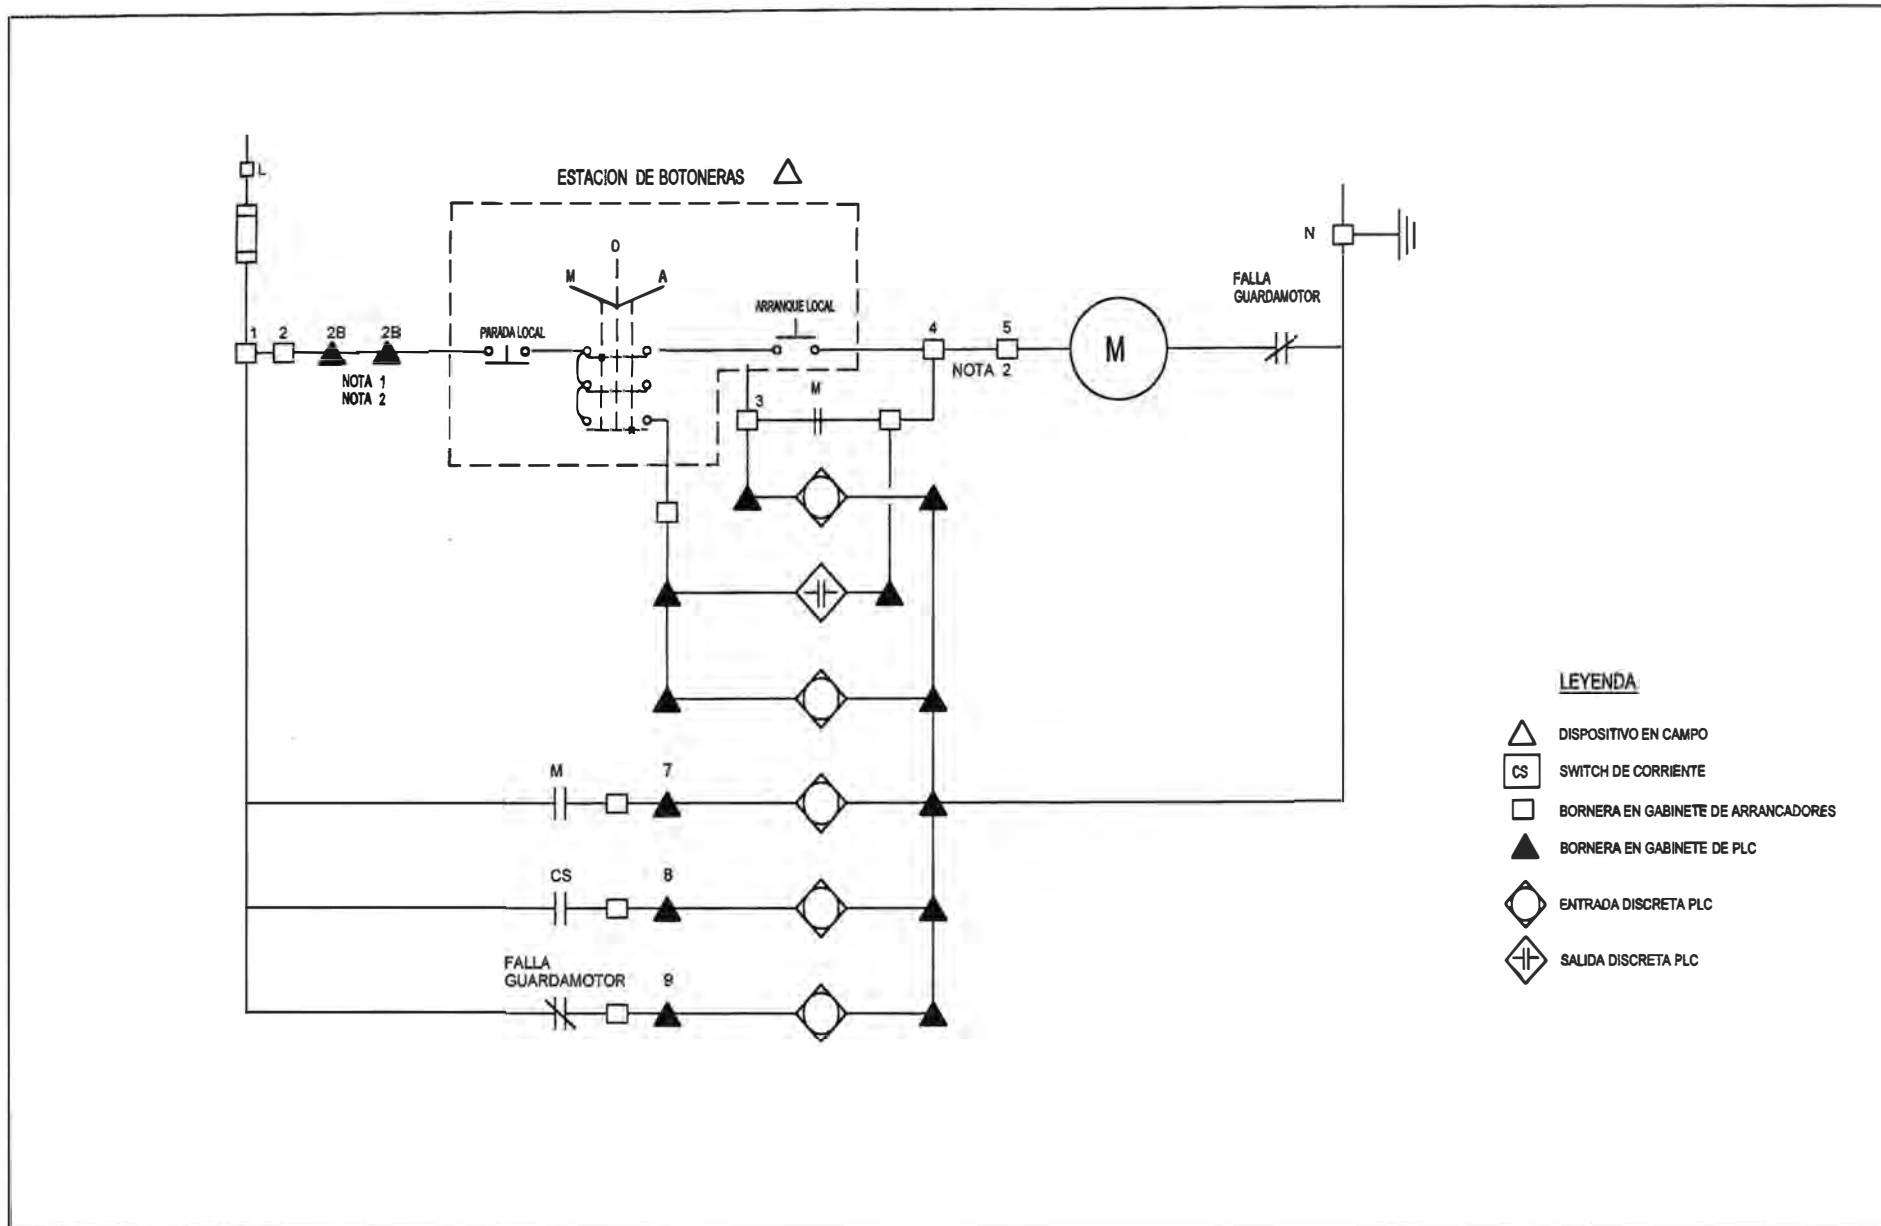 L
ESTACION DE BOTONERAS
O
M
A
N
FALLA
GUARDAMOTOR
1
2
2B
2B
PARADA LOCAL
ARRANQUE LOCAL
4
5
M
NOTA 1
NOTA 2
NOTA 2
3
M
LEYENDA
DISPOSITIVO EN CAMPO
CS
SWITCH DE CORRIENTE
BORNERA EN GABINETE DE ARRANCADORES
BORNERA EN GABINETE DE PLC
ENTRADA DISCRETA PLC
SALIDA DISCRETA PLC
M
7
CS
8
FALLA
GUARDAMOTOR
9